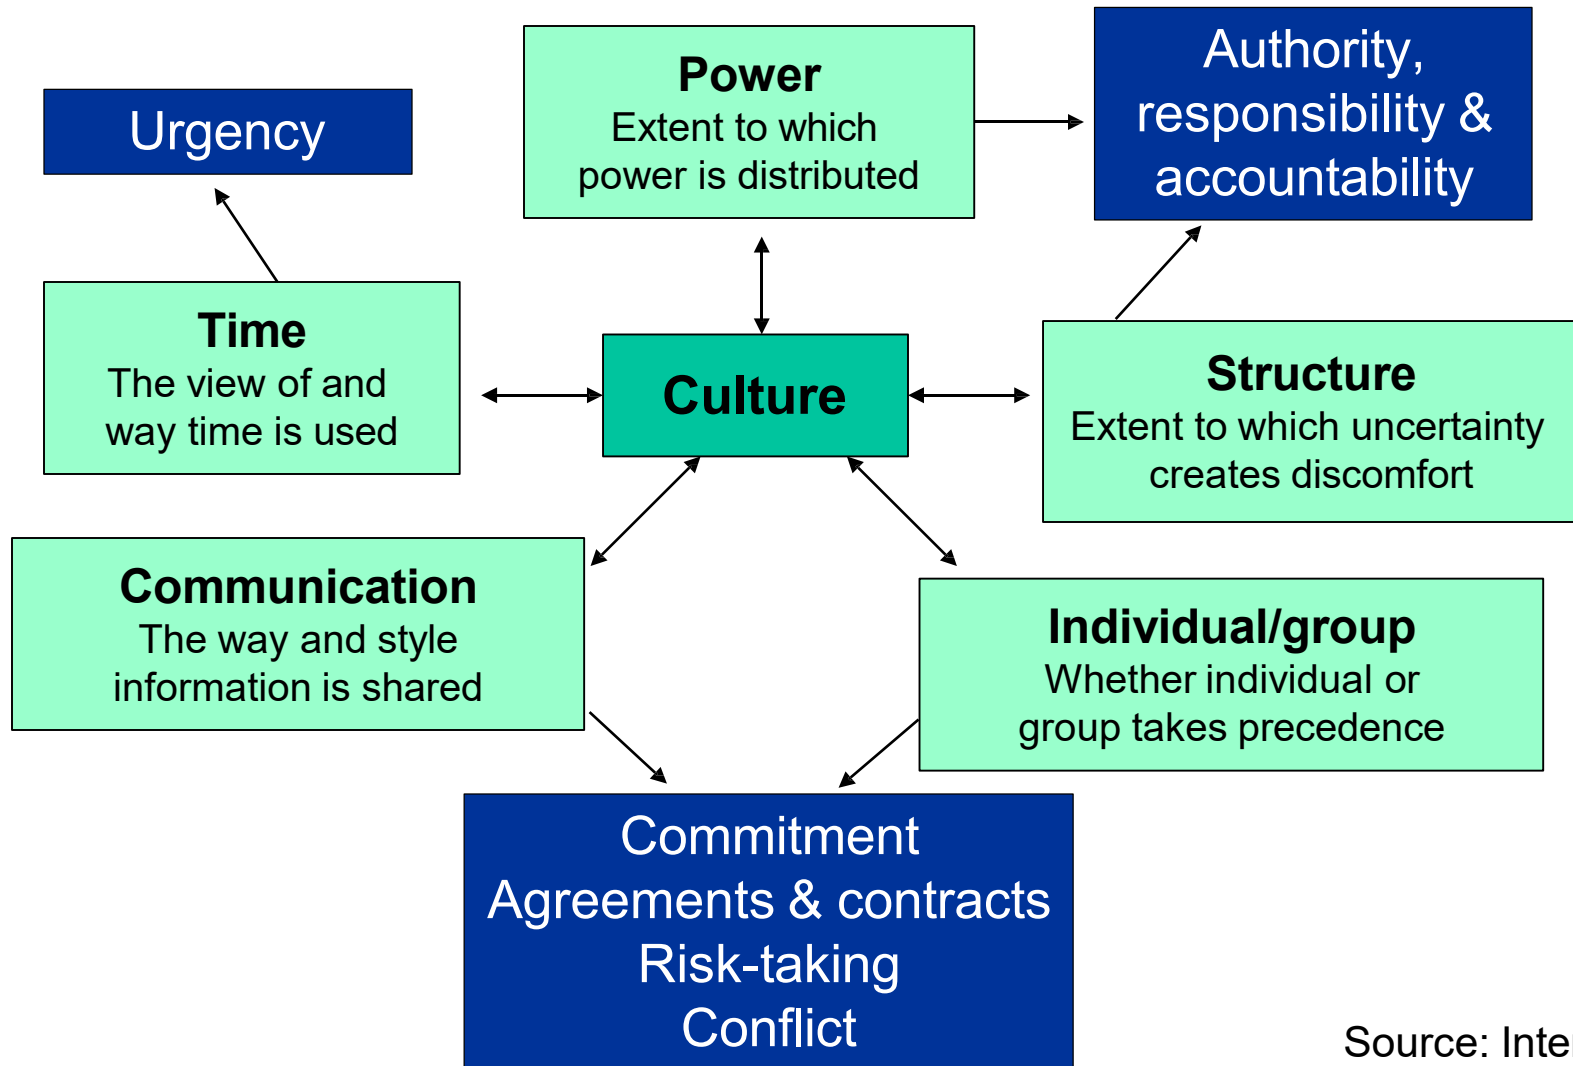 Power
Extent to which
power is distributed
Authority,
responsibility &
accountability
Urgency
Time
The view of and
way time is used
Culture
Structure
Extent to which uncertainty
creates discomfort
Communication
The way and style
information is shared
Individual/group
Whether individual or
group takes precedence
Commitment
Agreements & contracts
Risk-taking
Conflict
Source: